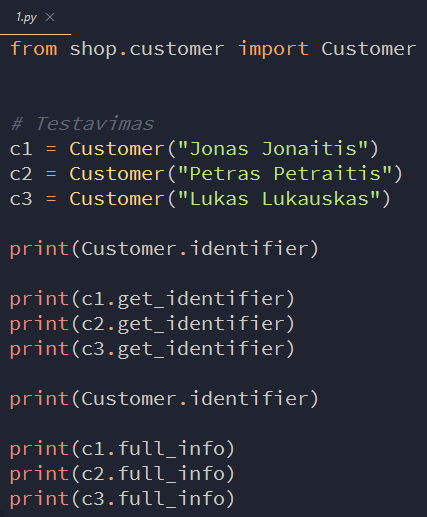 1.py ×
from shop.customer import Customer
# Testavimas
c1 = Customer("Jonas Jonaitis")
c2 = Customer("Petras Petraitis")
c3 = Customer("Lukas Lukauskas")
print(Customer.identifier)
print(c1.get_identifier)
print(c2.get_identifier)
print(c3.get_identifier)
print(Customer.identifier)
print(c1.full_info)
print(c2.full_info)
print(c3.full_info)